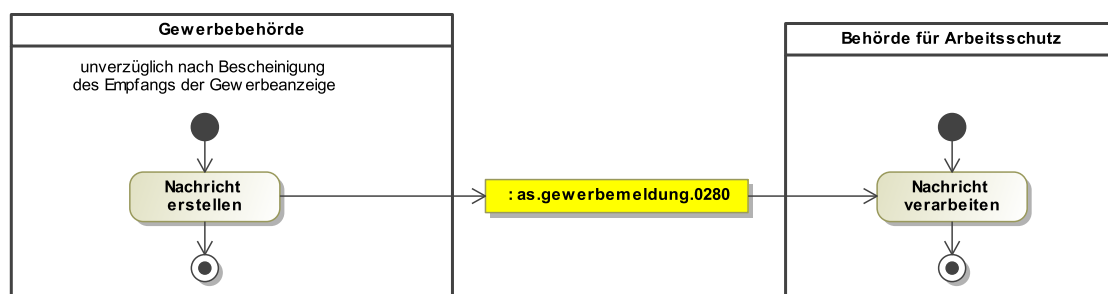 Gewerbebehörde
unverzüglich nach Bescheinigung
des Empfangs der Gewerbeanzeige
Nachricht
erstellen
: as.gewerbemeldung.0280
Behörde für Arbeitsschutz
Nachricht
verarbeiten